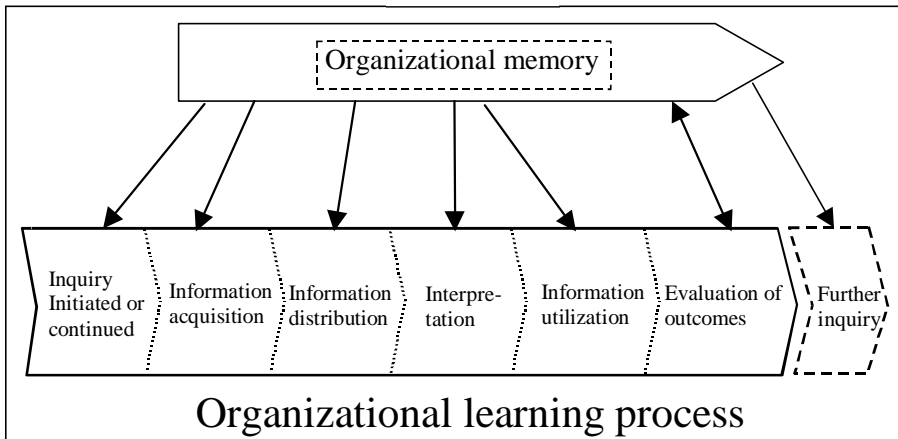 Organizational memory
Inquiry
Initiated or
continued
Information
acquisition
Information
distribution
Interpre-
tation
Information
utilization
Evaluation of
outcomes
Further
inquiry
Organizational learning process